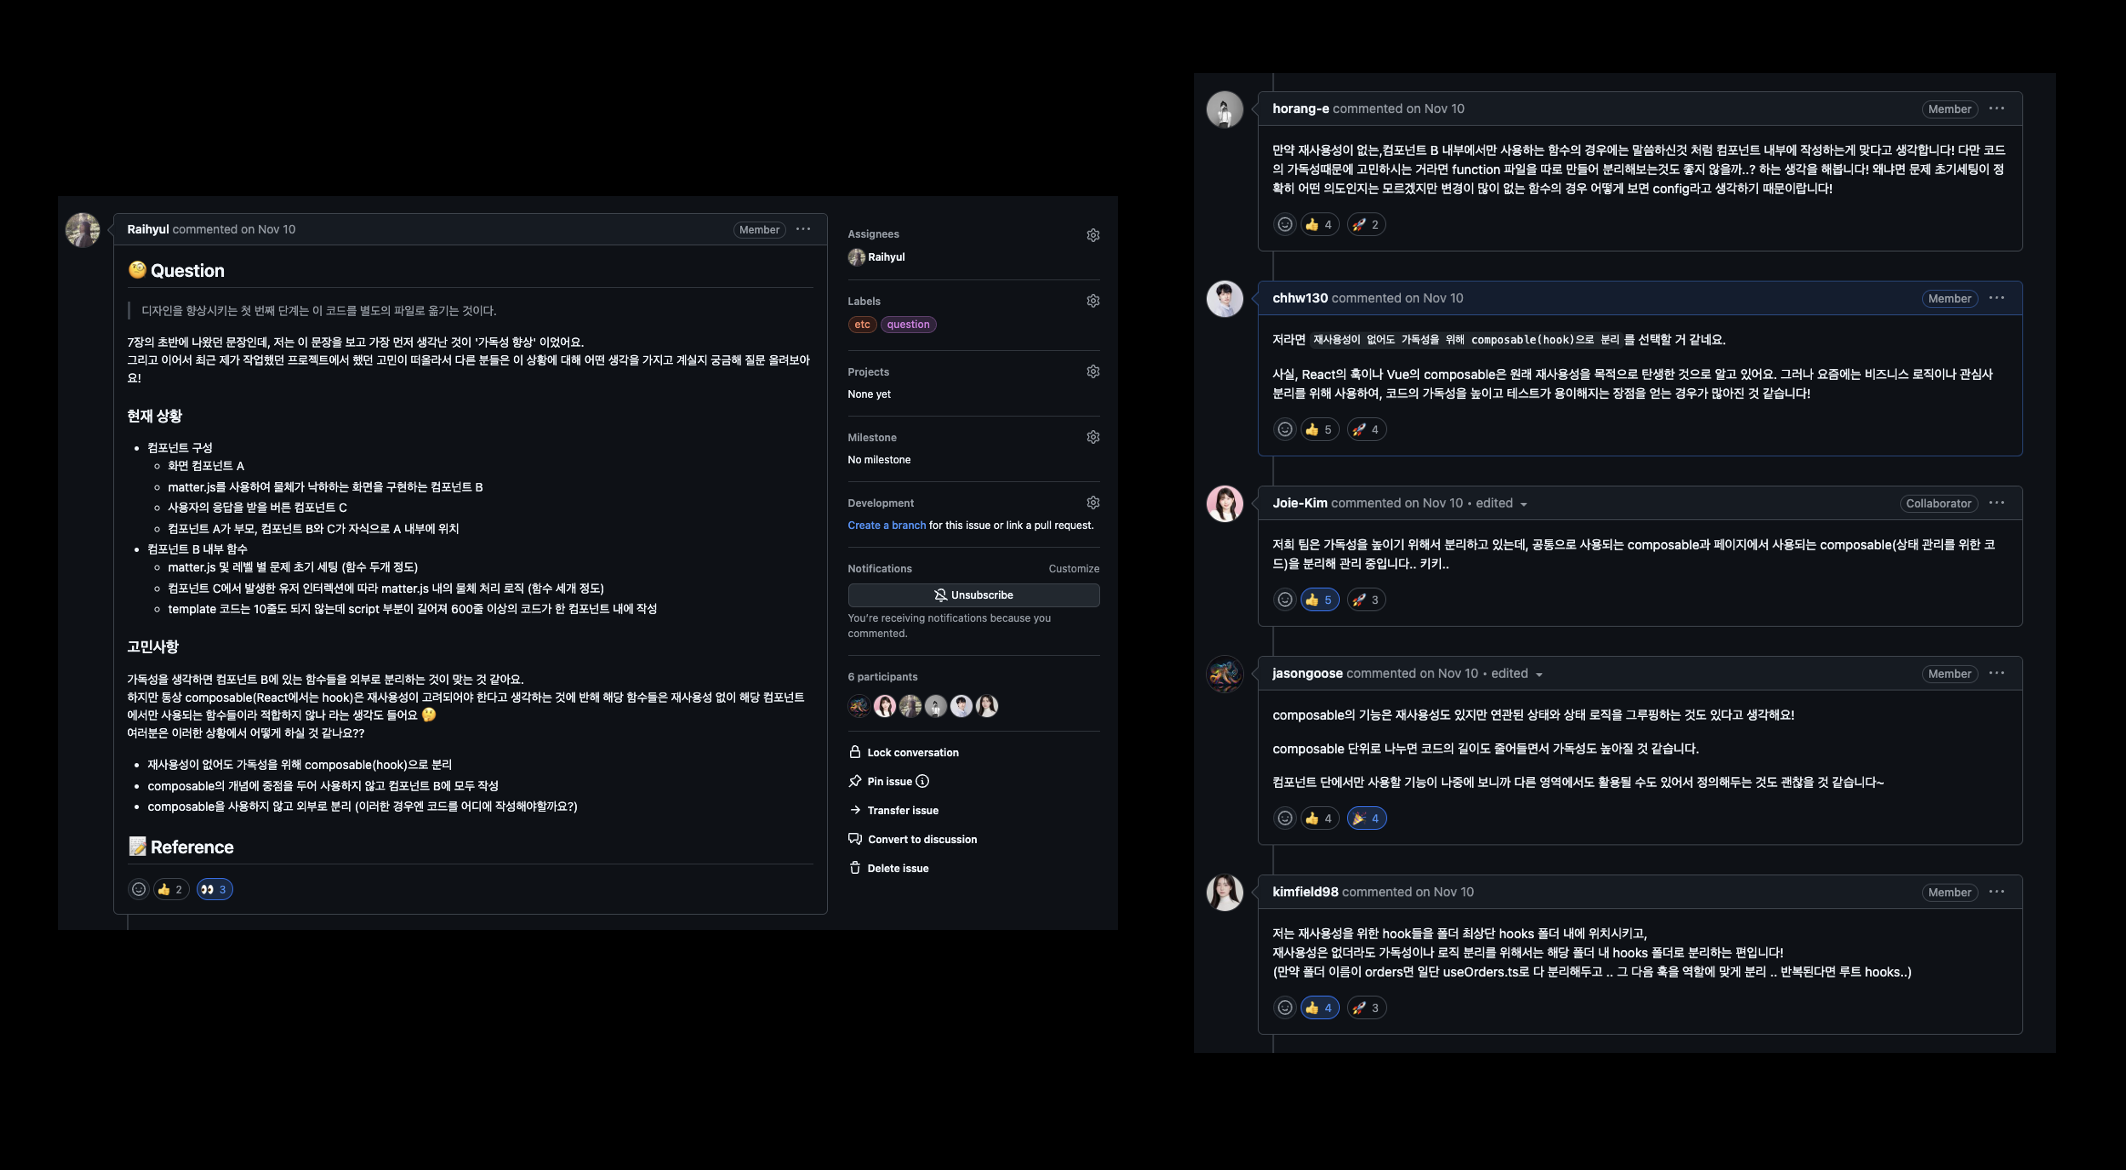 Raihyul commented on Nov 10
Member
🧐 Question
디자인을 향상시키는 첫 번째 단계는 이 코드를 별도의 파일로 옮기는 것이다.
7장의 초반에 나왔던 문장인데, 저는 이 문장을 보고 가장 먼저 생각난 것이 '가독성 향상' 이었어요.
그리고 이어서 최근 제가 작업했던 프로젝트에서 했던 고민이 떠올라서 다른 분들은 이 상황에 대해 어떤 생각을 가지고 계실지 궁금해 질문 올려보아
요!
현재 상황
• 컴포넌트 구성
◦ 화면 컴포넌트 A
◦ matter.js를 사용하여 물체가 낙하하는 화면을 구현하는 컴포넌트 B
◦ 사용자의 응답을 받을 버튼 컴포넌트 C
◦ 컴포넌트 A가 부모, 컴포넌트 B와 C가 자식으로 A 내부에 위치
• 컴포넌트 B 내부 함수
◦ matter.js 및 레벨 별 문제 초기 세팅 (함수 두개 정도)
◦ 컴포넌트 C에서 발생한 유저 인터렉션에 따라 matter.js 내의 물체 처리 로직 (함수 세개 정도)
◦ template 코드는 10줄도 되지 않는데 script 부분이 길어져 600줄 이상의 코드가 한 컴포넌트 내에 작성
고민사항
가독성을 생각하면 컴포넌트 B에 있는 함수들을 외부로 분리하는 것이 맞는 것 같아요.
하지만 통상 composable(React에서는 hook)은 재사용성이 고려되어야 한다고 생각하는 것에 반해 해당 함수들은 재사용성 없이 해당 컴포넌트
에서만 사용되는 함수들이라 적합하지 않나 라는 생각도 들어요 🤔
여러분은 이러한 상황에서 어떻게 하실 것 같나요??
• 재사용성이 없어도 가독성을 위해 composable(hook)으로 분리
• composable의 개념에 중점을 두어 사용하지 않고 컴포넌트 B에 모두 작성
• composable을 사용하지 않고 외부로 분리 (이러한 경우엔 코드를 어디에 작성해야할까요?)
📝 Reference
👍 2 👀 3
Assignees
Raihyul
Labels
etc question
Projects
None yet
Milestone
No milestone
Development
Create a branch for this issue or link a pull request.
Notifications Customize
Unsubscribe
You're receiving notifications because you
commented.
6 participants
Lock conversation
Pin issue
Transfer issue
Convert to discussion
Delete issue
horang-e commented on Nov 10
Member
만약 재사용성이 없는,컴포넌트 B 내부에서만 사용하는 함수의 경우에는 말씀하신것 처럼 컴포넌트 내부에 작성하는게 맞다고 생각합니다! 다만 코드
의 가독성때문에 고민하시는 거라면 function 파일을 따로 만들어 분리해보는것도 좋지 않을까..? 하는 생각을 해봅니다! 왜냐면 문제 초기세팅이 정
확히 어떤 의도인지는 모르겠지만 변경이 많이 없는 함수의 경우 어떻게 보면 config라고 생각하기 때문이랍니다!
👍 4 🚀 2
chhw130 commented on Nov 10
Member
저라면 재사용성이 없어도 가독성을 위해 composable(hook)으로 분리 를 선택할 거 같네요.
사실, React의 훅이나 Vue의 composable은 원래 재사용성을 목적으로 탄생한 것으로 알고 있어요. 그러나 요즘에는 비즈니스 로직이나 관심사
분리를 위해 사용하여, 코드의 가독성을 높이고 테스트가 용이해지는 장점을 얻는 경우가 많아진 것 같습니다!
👍 5 🚀 4
Joie-Kim commented on Nov 10 • edited
Collaborator
저희 팀은 가독성을 높이기 위해서 분리하고 있는데, 공통으로 사용되는 composable과 페이지에서 사용되는 composable(상태 관리를 위한 코
드)을 분리해 관리 중입니다.. 키키..
👍 5 🚀 3
jasongoose commented on Nov 10 • edited
Member
composable의 기능은 재사용성도 있지만 연관된 상태와 상태 로직을 그루핑하는 것도 있다고 생각해요!
composable 단위로 나누면 코드의 길이도 줄어들면서 가독성도 높아질 것 같습니다.
컴포넌트 단에서만 사용할 기능이 나중에 보니까 다른 영역에서도 활용될 수도 있어서 정의해두는 것도 괜찮을 것 같습니다~
👍 4 🎉 4
kimfield98 commented on Nov 10
Member
저는 재사용성을 위한 hook들을 폴더 최상단 hooks 폴더 내에 위치시키고,
재사용성은 없더라도 가독성이나 로직 분리를 위해서는 해당 폴더 내 hooks 폴더로 분리하는 편입니다!
(만약 폴더 이름이 orders면 일단 useOrders.ts로 다 분리해두고 .. 그 다음 훅을 역할에 맞게 분리 .. 반복된다면 루트 hooks..)
👍 4 🚀 3